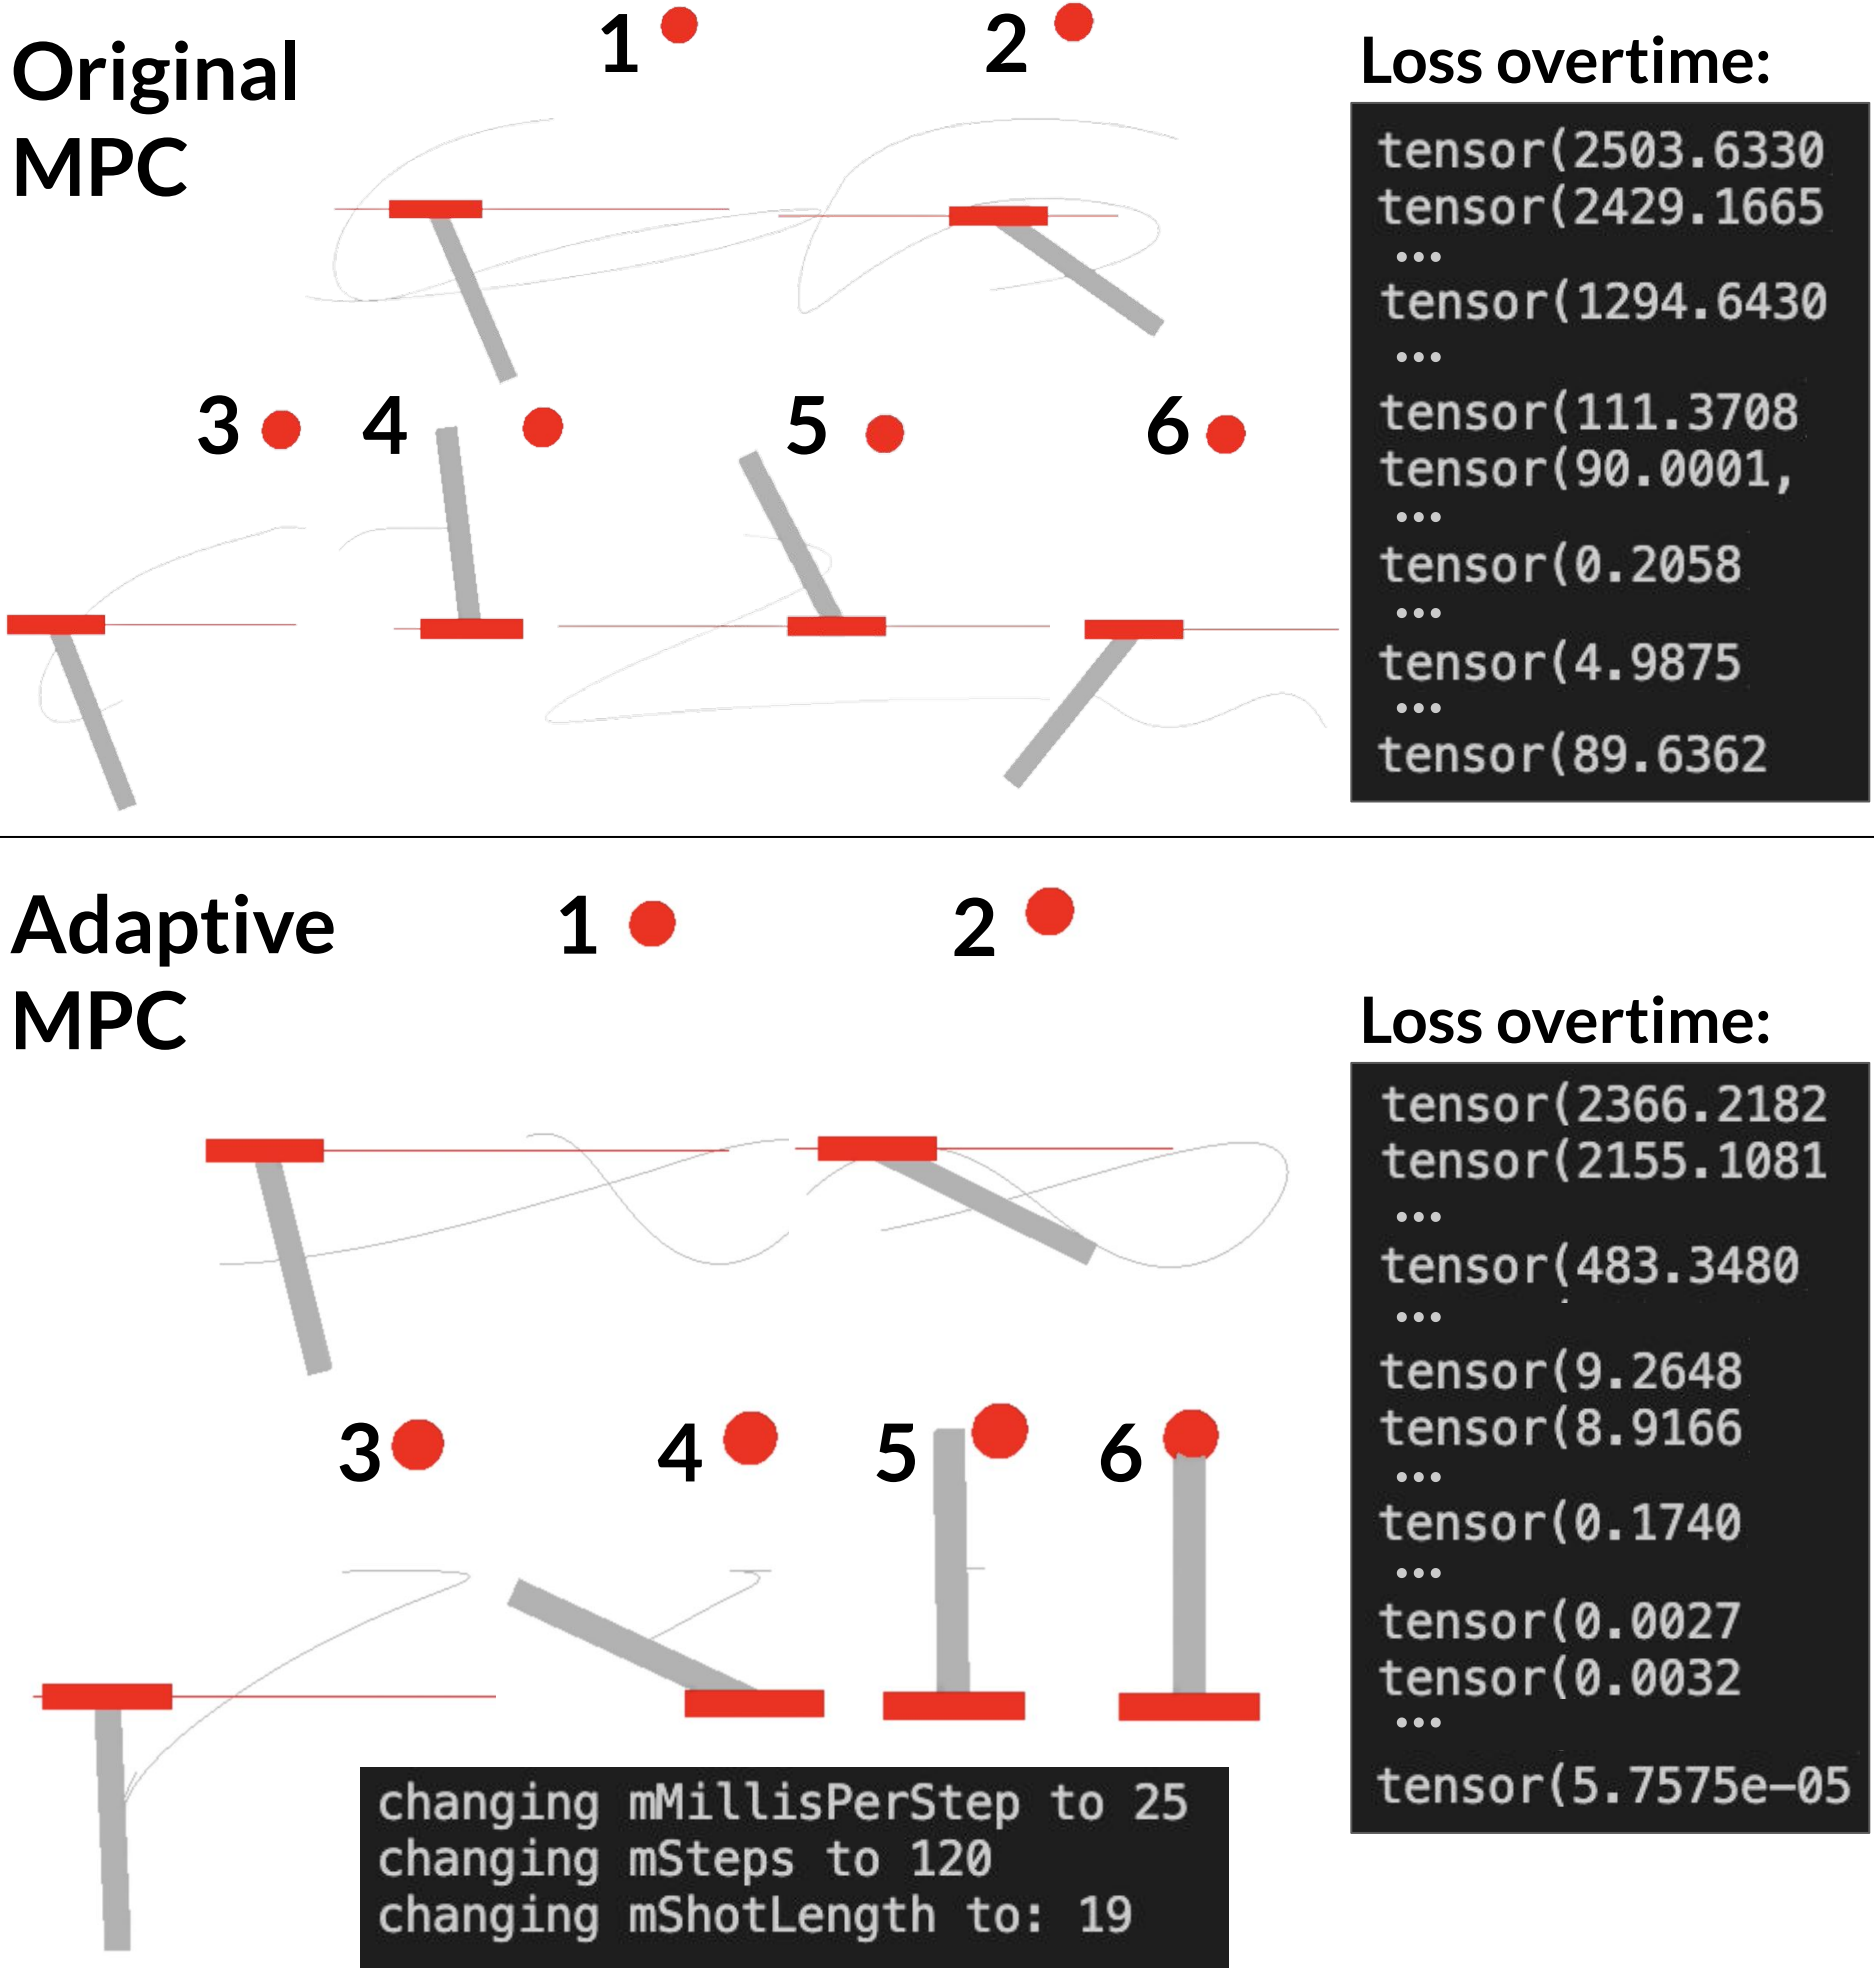 Original
MPC
1
2
Loss overtime:
tensor(2503.6330
tensor(2429.1665
...
tensor(1294.6430
...
tensor(111.3708
tensor(90.0001,
...
tensor(0.2058
...
tensor(4.9875
...
tensor(89.6362
3
4
5
6
Adaptive
MPC
1
2
Loss overtime:
tensor(2366.2182
tensor(2155.1081
...
tensor(483.3480
...
tensor(9.2648
tensor(8.9166
...
tensor(0.1740
...
tensor(0.0027
tensor(0.0032
...
tensor(5.7575e-05
3
4
5
6
changing mMillisPerStep to 25
changing mSteps to 120
changing mShotLength to: 19